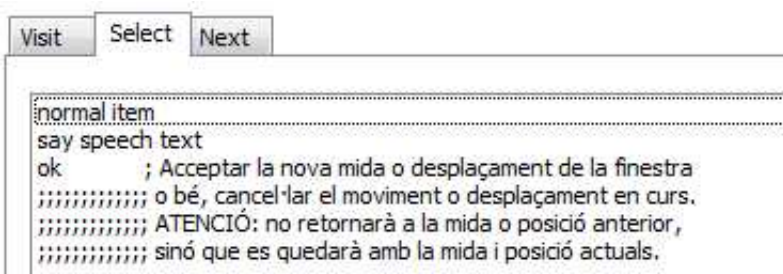 Visit Select Next
normal item
say speech text
ok ; Acceptar la nova mida o desplaçament de la finestra
;;;;;;;;;;;;; o bé, cancel·lar el moviment o desplaçament en curs.
;;;;;;;;;;;;; ATENCIÓ: no retornarà a la mida o posició anterior,
;;;;;;;;;;;;; sinó que es quedarà amb la mida i posició actuals.